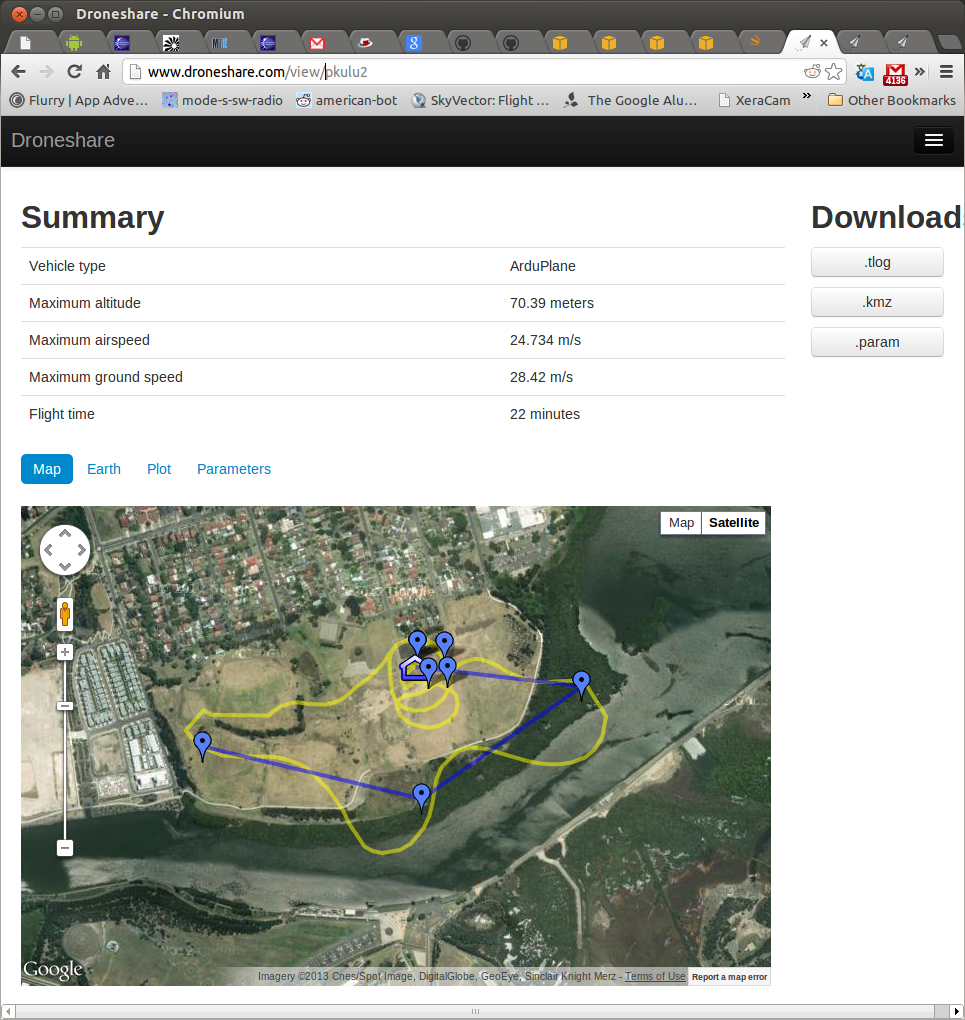 Droneshare - Chromium
www.droneshare.com/view/pkulu2
4136
Flurry | App Adve... mode-s-sw-radio american-bot SkyVector: Flight ... The Google Alu... XeraCam » Other Bookmarks
Droneshare
Summary
Downloads
Vehicle type ArduPlane
.tlog
Maximum altitude 70.39 meters
.kmz
Maximum airspeed 24.734 m/s
.param
Maximum ground speed 28.42 m/s
Flight time 22 minutes
Map Earth Plot Parameters
Map Satellite
Google
Imagery ©2013 Cnes/Spot Image, DigitalGlobe, GeoEye, Sinclair Knight Merz - Terms of Use Report a map error